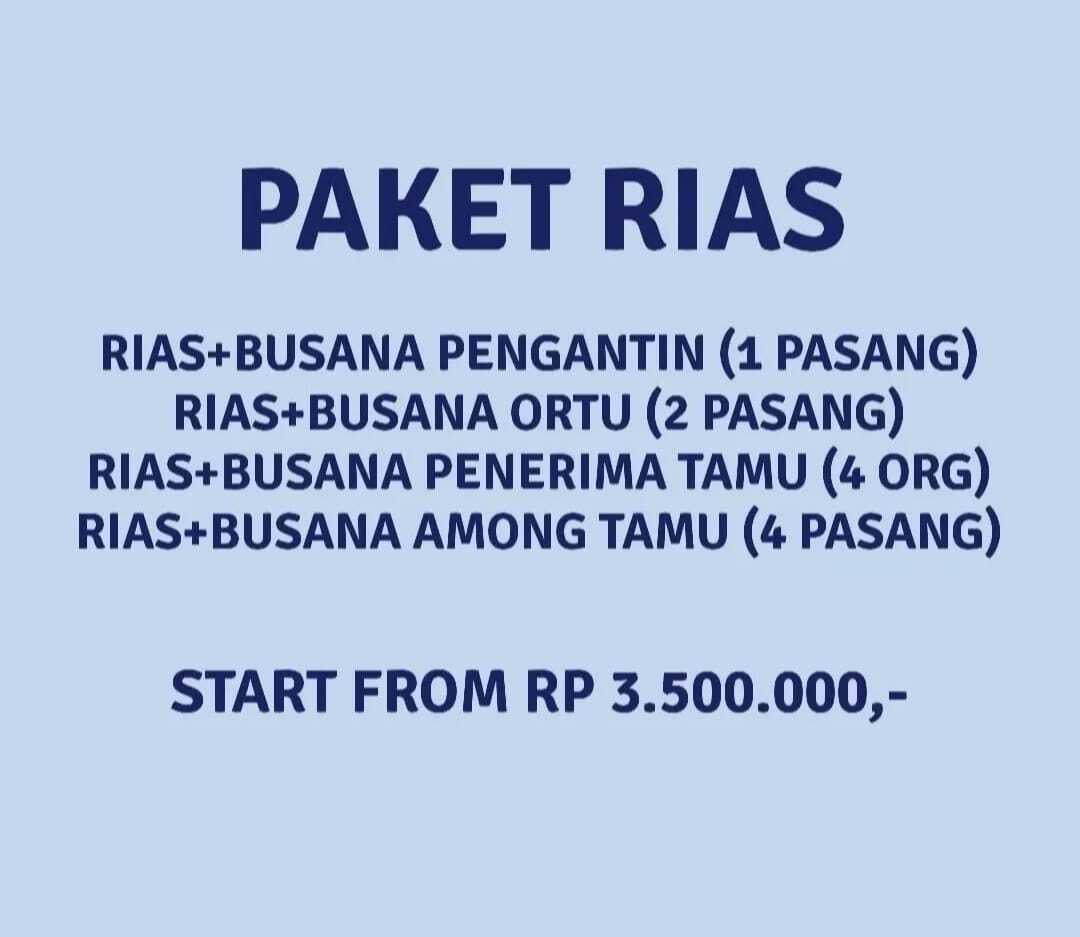 PAKET RIAS
RIAS+BUSANA PENGANTIN (1 PASANG)
RIAS+BUSANA ORTU (2 PASANG)
RIAS+BUSANA PENERIMA TAMU (4 ORG)
RIAS+BUSANA AMONG TAMU (4 PASANG)
START FROM RP 3.500.000,-